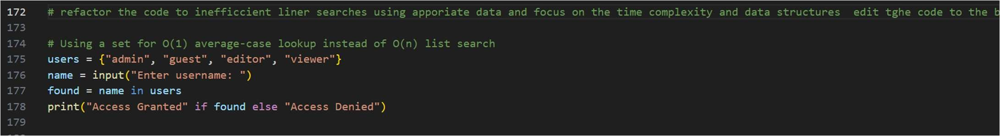 172 # refactor the code to inefficcient liner searches using apporiate data and focus on the time complexity and data structures  edit tghe code to the b
173
174 # Using a set for O(1) average-case lookup instead of O(n) list search
175 users = {"admin", "guest", "editor", "viewer"}
176 name = input("Enter username: ")
177 found = name in users
178 print("Access Granted" if found else "Access Denied")
179